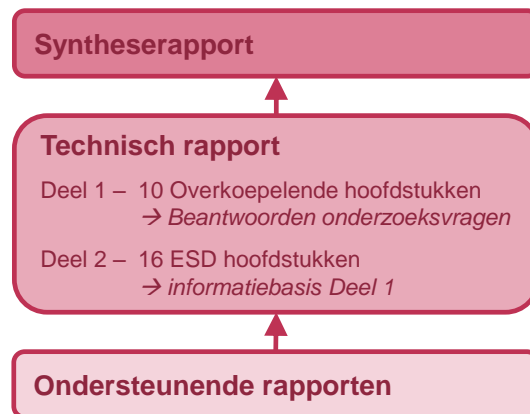 Syntheserapport
Technisch rapport
Deel 1 – 10 Overkoepelende hoofdstukken
→ Beantwoorden onderzoeksvragen
Deel 2 – 16 ESD hoofdstukken
→ informatiebasis Deel 1
Ondersteunende rapporten